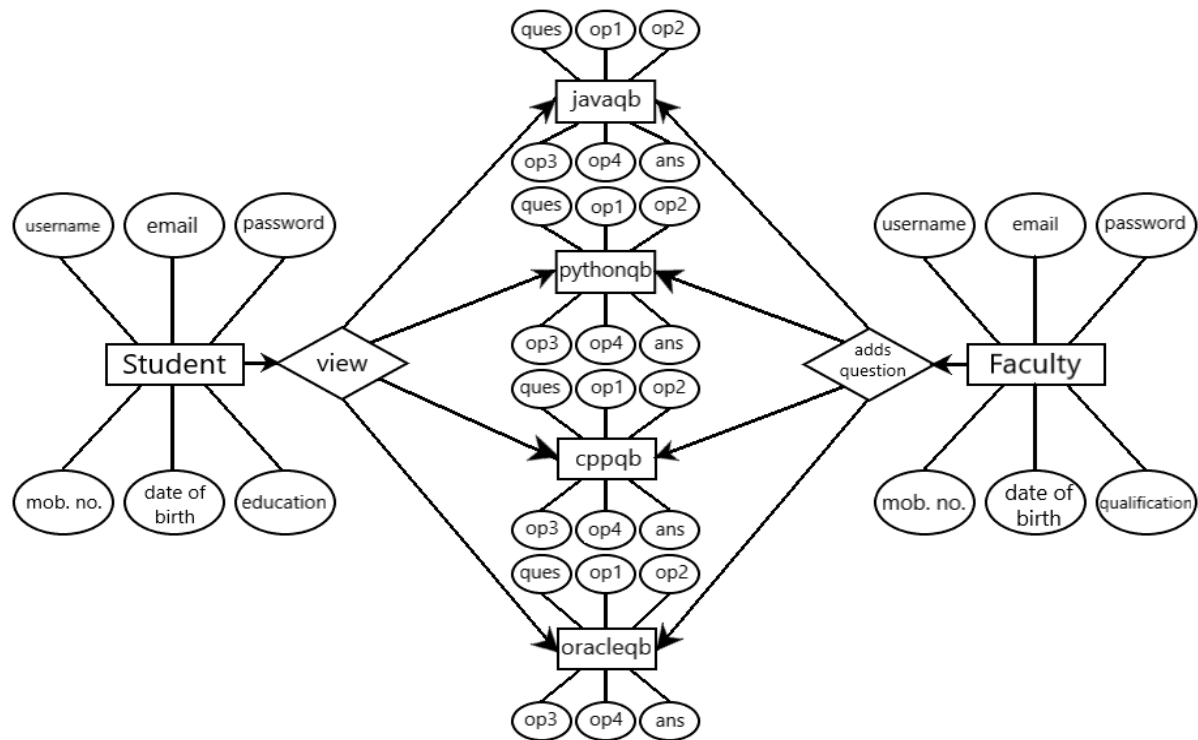 ques op1 op2
javaqb
op3 op4 ans
ques op1 op2
username email password
username email password
pythonqb
op3 op4 ans
Student
view
adds
question
Faculty
ques op1 op2
cppqb
mob. no.
date of
birth
education
mob. no.
date of
birth
qualification
op3 op4 ans
ques op1 op2
oracleqb
op3 op4 ans